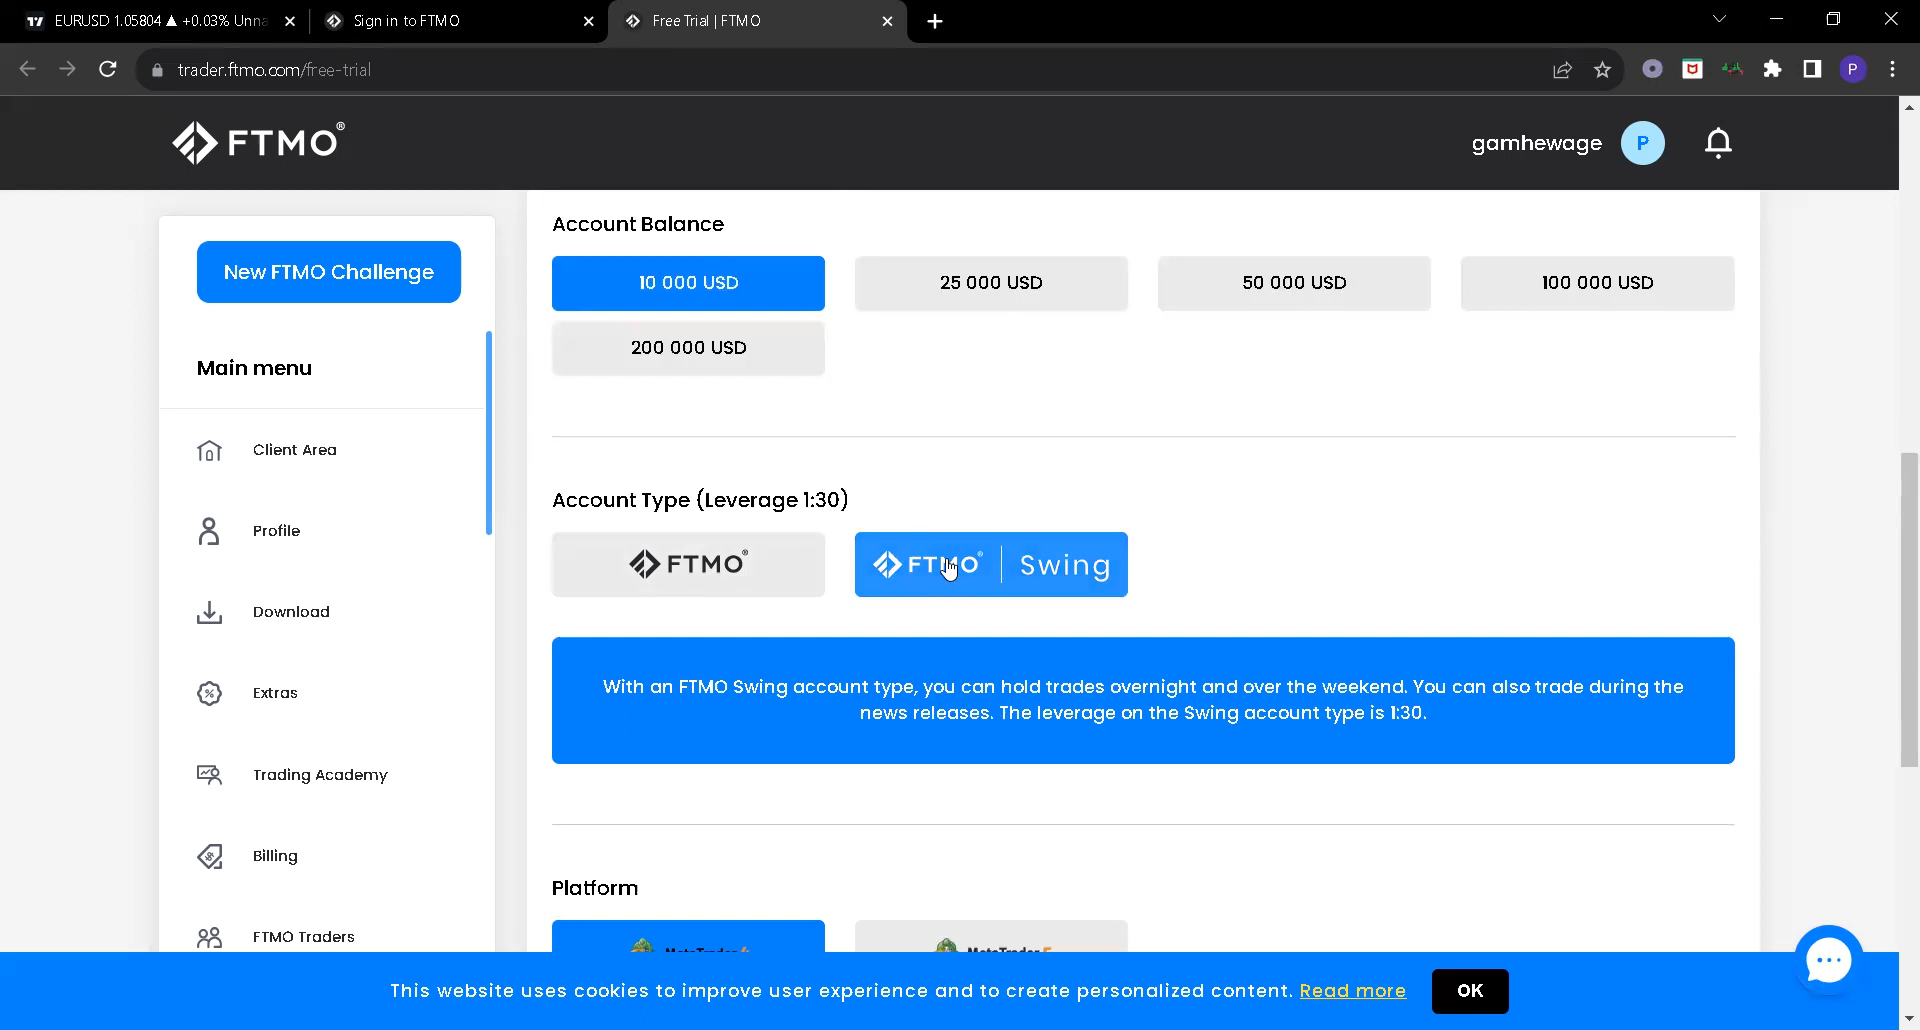 EURUSD 1.05804 ▲ +0.03% Unna
Sign in to FTMO
Free Trial | FTMO
trader.ftmo.com/free-trial
P
FTMO®
gamhewage
P
New FTMO Challenge
Main menu
Client Area
Profile
Download
Extras
Trading Academy
Billing
FTMO Traders
Account Balance
10 000 USD
25 000 USD
50 000 USD
100 000 USD
200 000 USD
Account Type (Leverage 1:30)
FTMO®
FTMO® | Swing
With an FTMO Swing account type, you can hold trades overnight and over the weekend. You can also trade during the
news releases. The leverage on the Swing account type is 1:30.
Platform
This website uses cookies to improve user experience and to create personalized content. Read more
OK